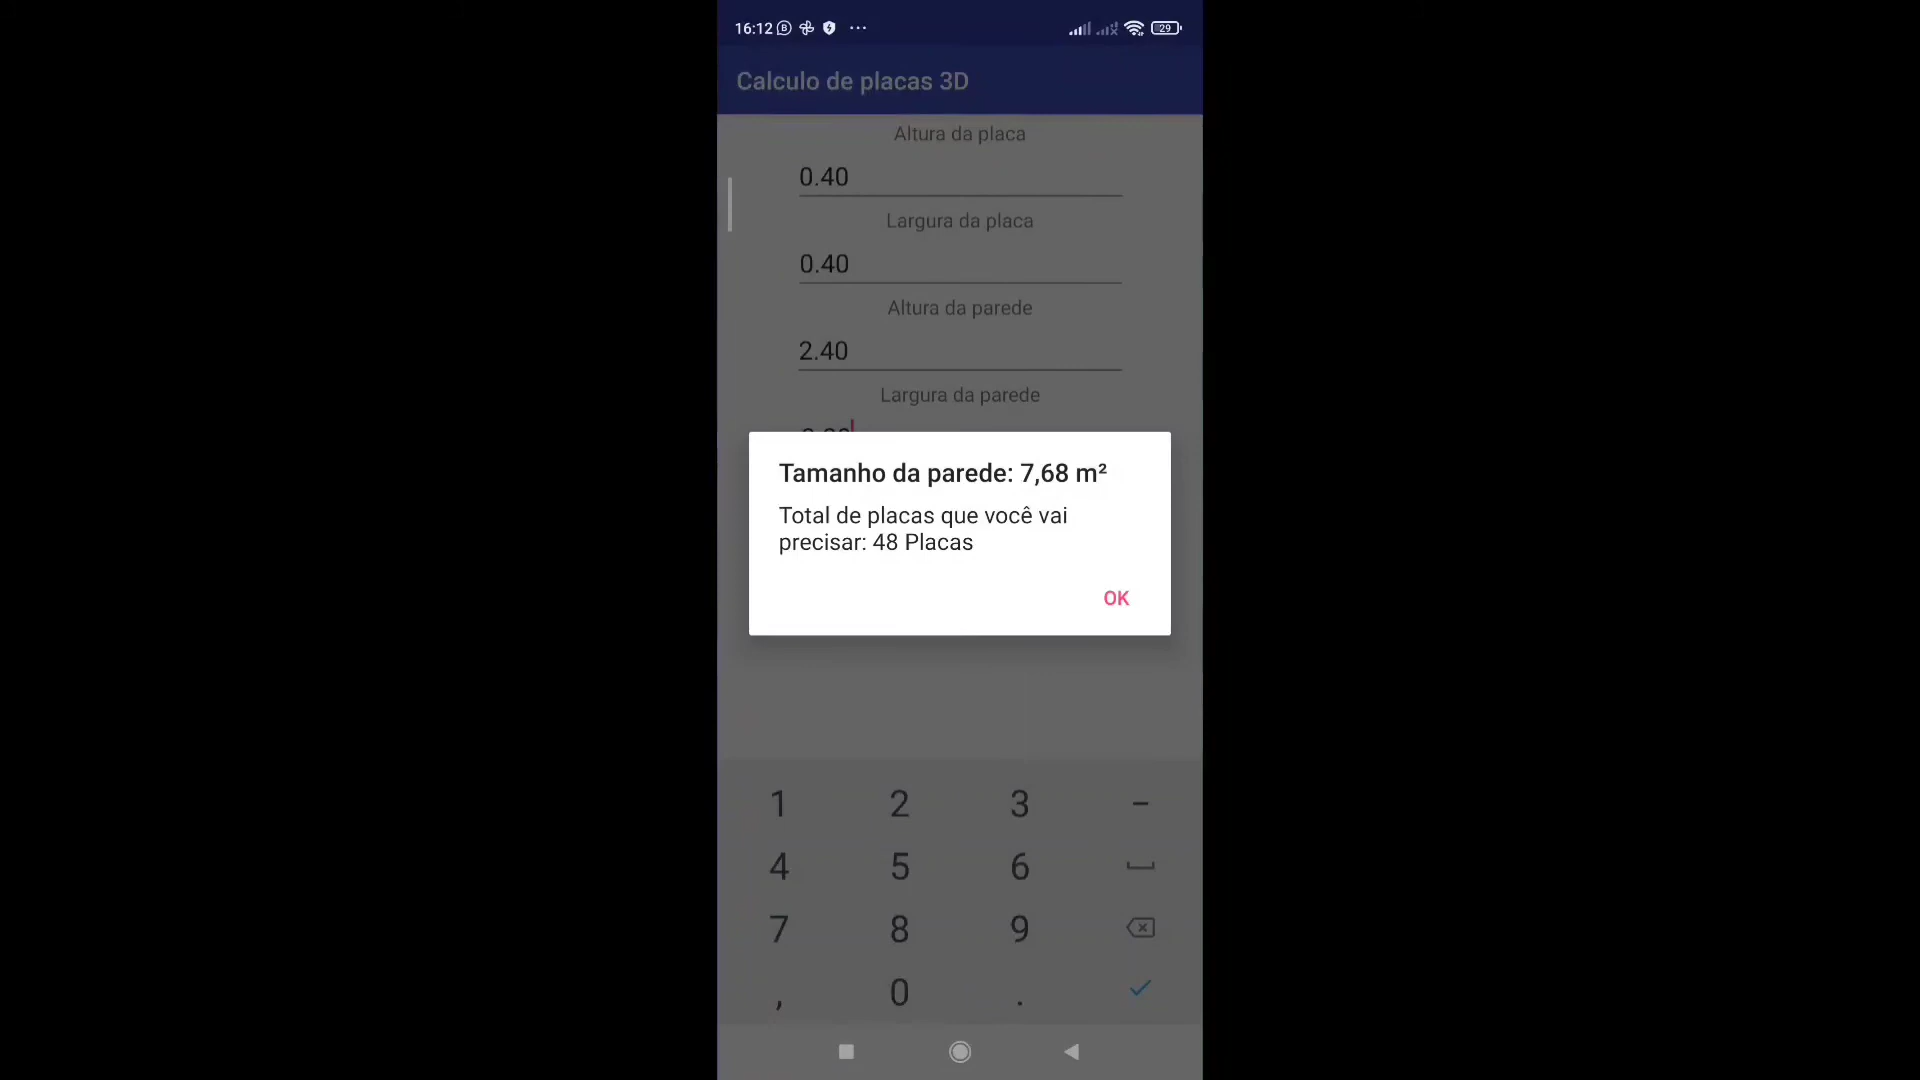 16:12
29
Calculo de placas 3D
Altura da placa
0.40
Largura da placa
0.40
Altura da parede
2.40
Largura da parede
Tamanho da parede: 7,68 m²
Total de placas que você vai
precisar: 48 Placas
OK
1 2 3 -
4 5 6
7 8 9
, 0 .